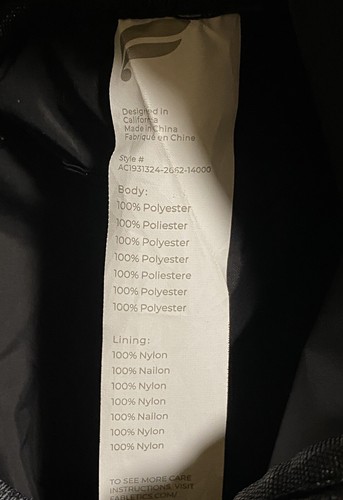 Designed in
California
Made in China
Fabriqué en Chine
Style #
AC1931324-2662-14000
Body:
100% Polyester
100% Poliester
100% Polyester
100% Polyester
100% Poliestere
100% Polyester
100% Polyester
Lining:
100% Nylon
100% Nailon
100% Nylon
100% Nylon
100% Nailon
100% Nylon
100% Nylon
TO SEE MORE CARE
INSTRUCTIONS, VISIT
FABLETICS.COM/